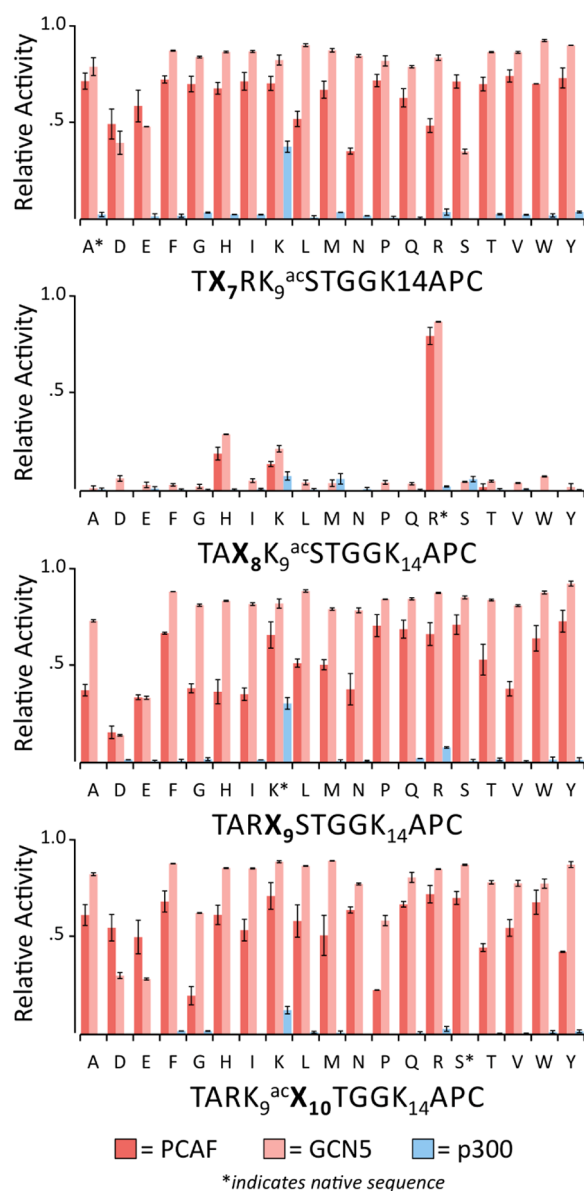 1.0
Relative Activity
.5
A* D E F G H I K L M N P Q R S T V W Y
TX₇RK₉ᵃᶜSTGGK14APC
1.0
Relative Activity
.5
A D E F G H I K L M N P Q R* S T V W Y
TAX₈K₉ᵃᶜSTGGK₁₄APC
1.0
Relative Activity
.5
A D E F G H I K* L M N P Q R S T V W Y
TARX₉STGGK₁₄APC
1.0
Relative Activity
.5
A D E F G H I K L M N P Q R S* T V W Y
TARK₉ᵃᶜX₁₀TGGK₁₄APC
= PCAF = GCN5 = p300
*indicates native sequence